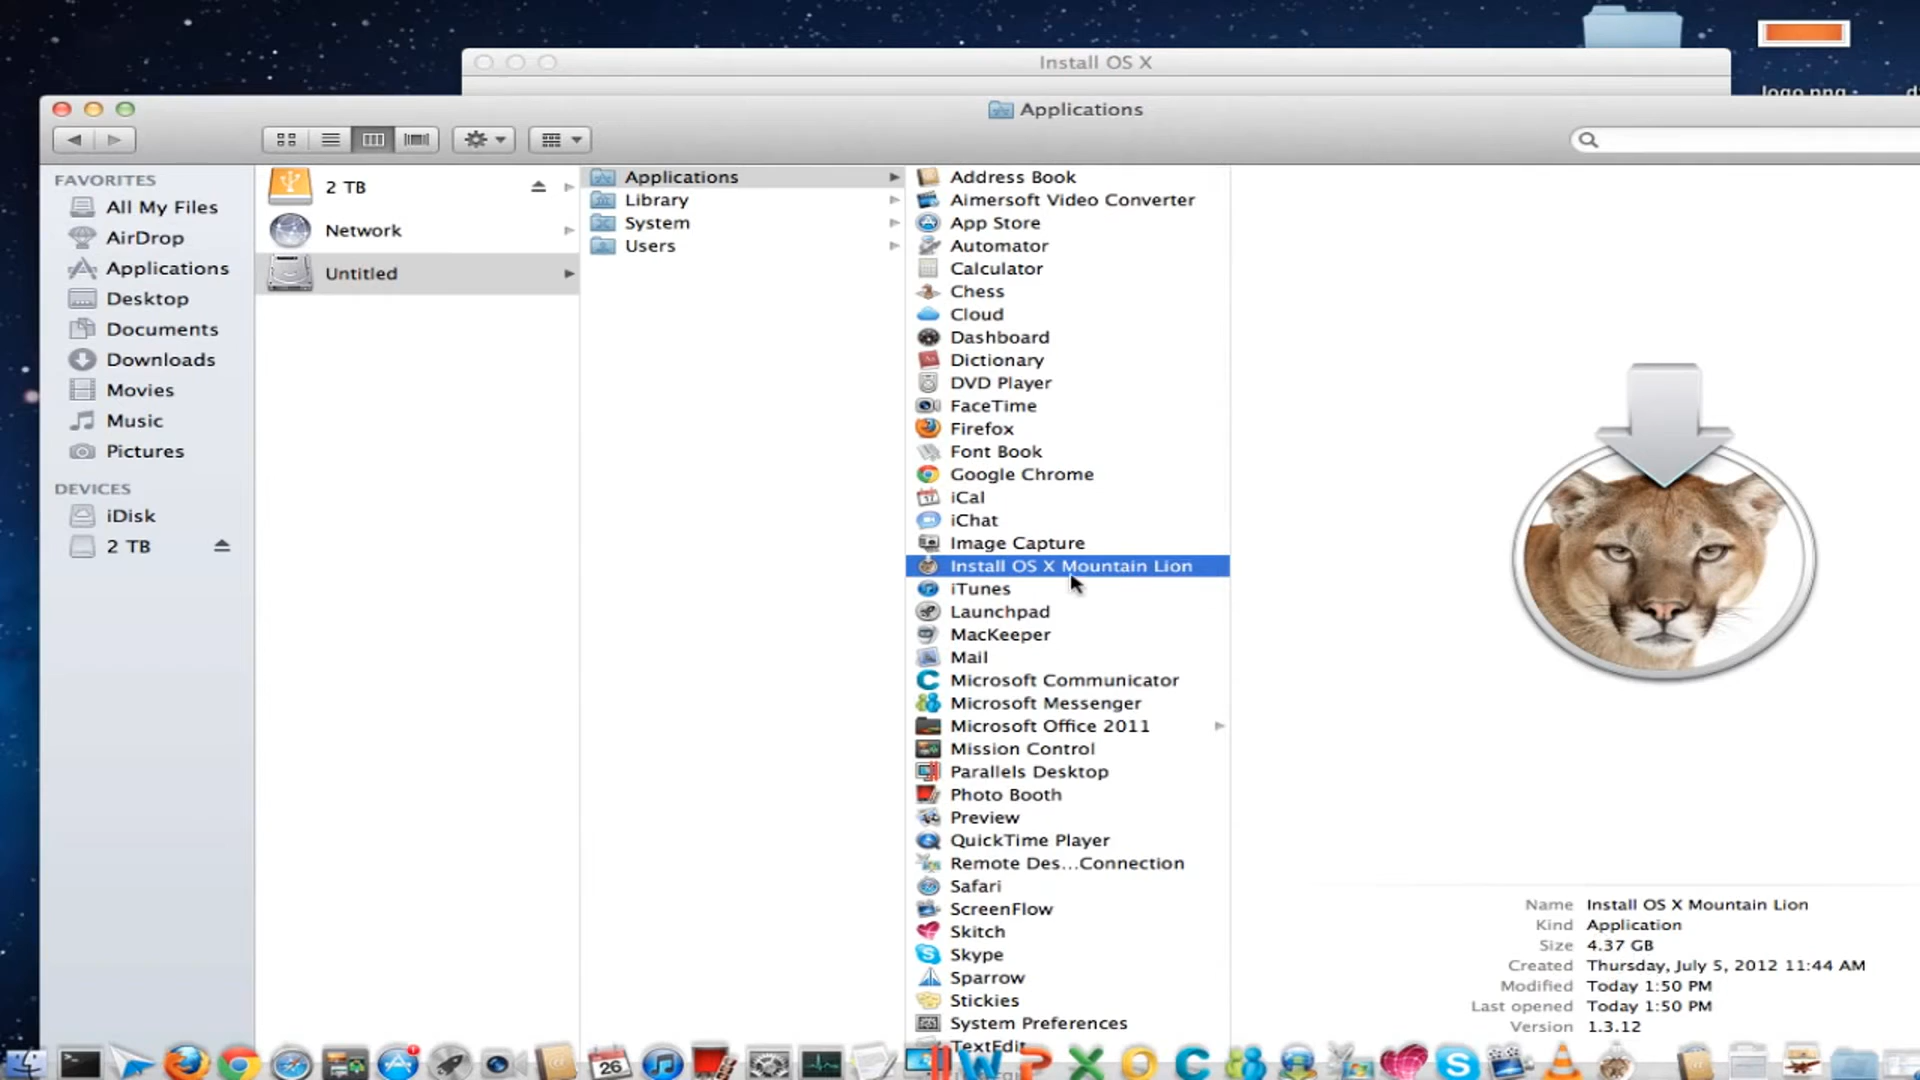 Install OS X
logo.png
Applications
FAVORITES
All My Files
AirDrop
Applications
Desktop
Documents
Downloads
Movies
Music
Pictures
DEVICES
iDisk
2 TB
2 TB
Network
Untitled
Applications
Library
System
Users
Address Book
Aimersoft Video Converter
App Store
Automator
Calculator
Chess
Cloud
Dashboard
Dictionary
DVD Player
FaceTime
Firefox
Font Book
Google Chrome
iCal
iChat
Image Capture
Install OS X Mountain Lion
iTunes
Launchpad
MacKeeper
Mail
Microsoft Communicator
Microsoft Messenger
Microsoft Office 2011
Mission Control
Parallels Desktop
Photo Booth
Preview
QuickTime Player
Remote Des...Connection
Safari
ScreenFlow
Skitch
Skype
Sparrow
Stickies
System Preferences
TextEdit
Name Install OS X Mountain Lion
Kind Application
Size 4.37 GB
Created Thursday, July 5, 2012 11:44 AM
Modified Today 1:50 PM
Last opened Today 1:50 PM
Version 1.3.12
26